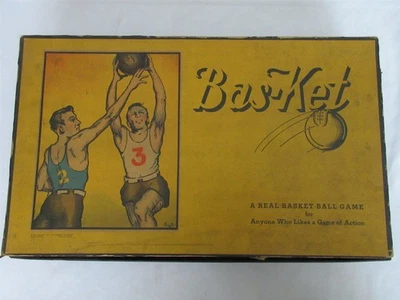 Bas-Ket
2
3
A REAL BASKET BALL GAME
for
Anyone Who Likes a Game of Action